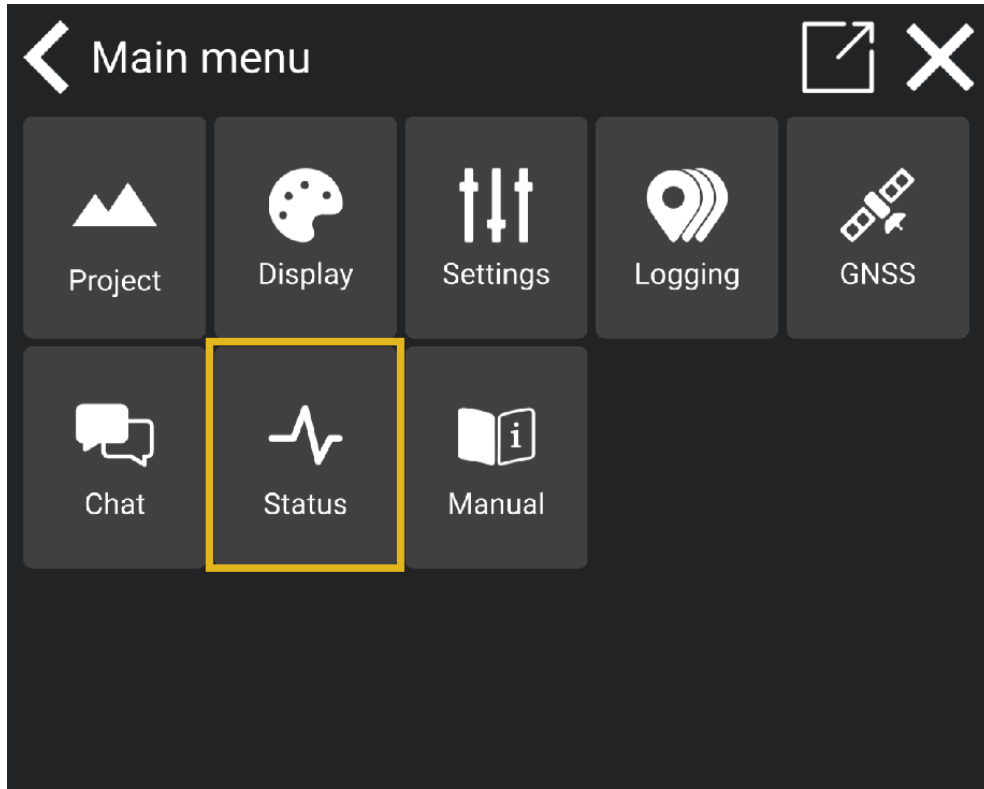 Main menu
Project
Display
Settings
Logging
GNSS
Chat
Status
i
Manual